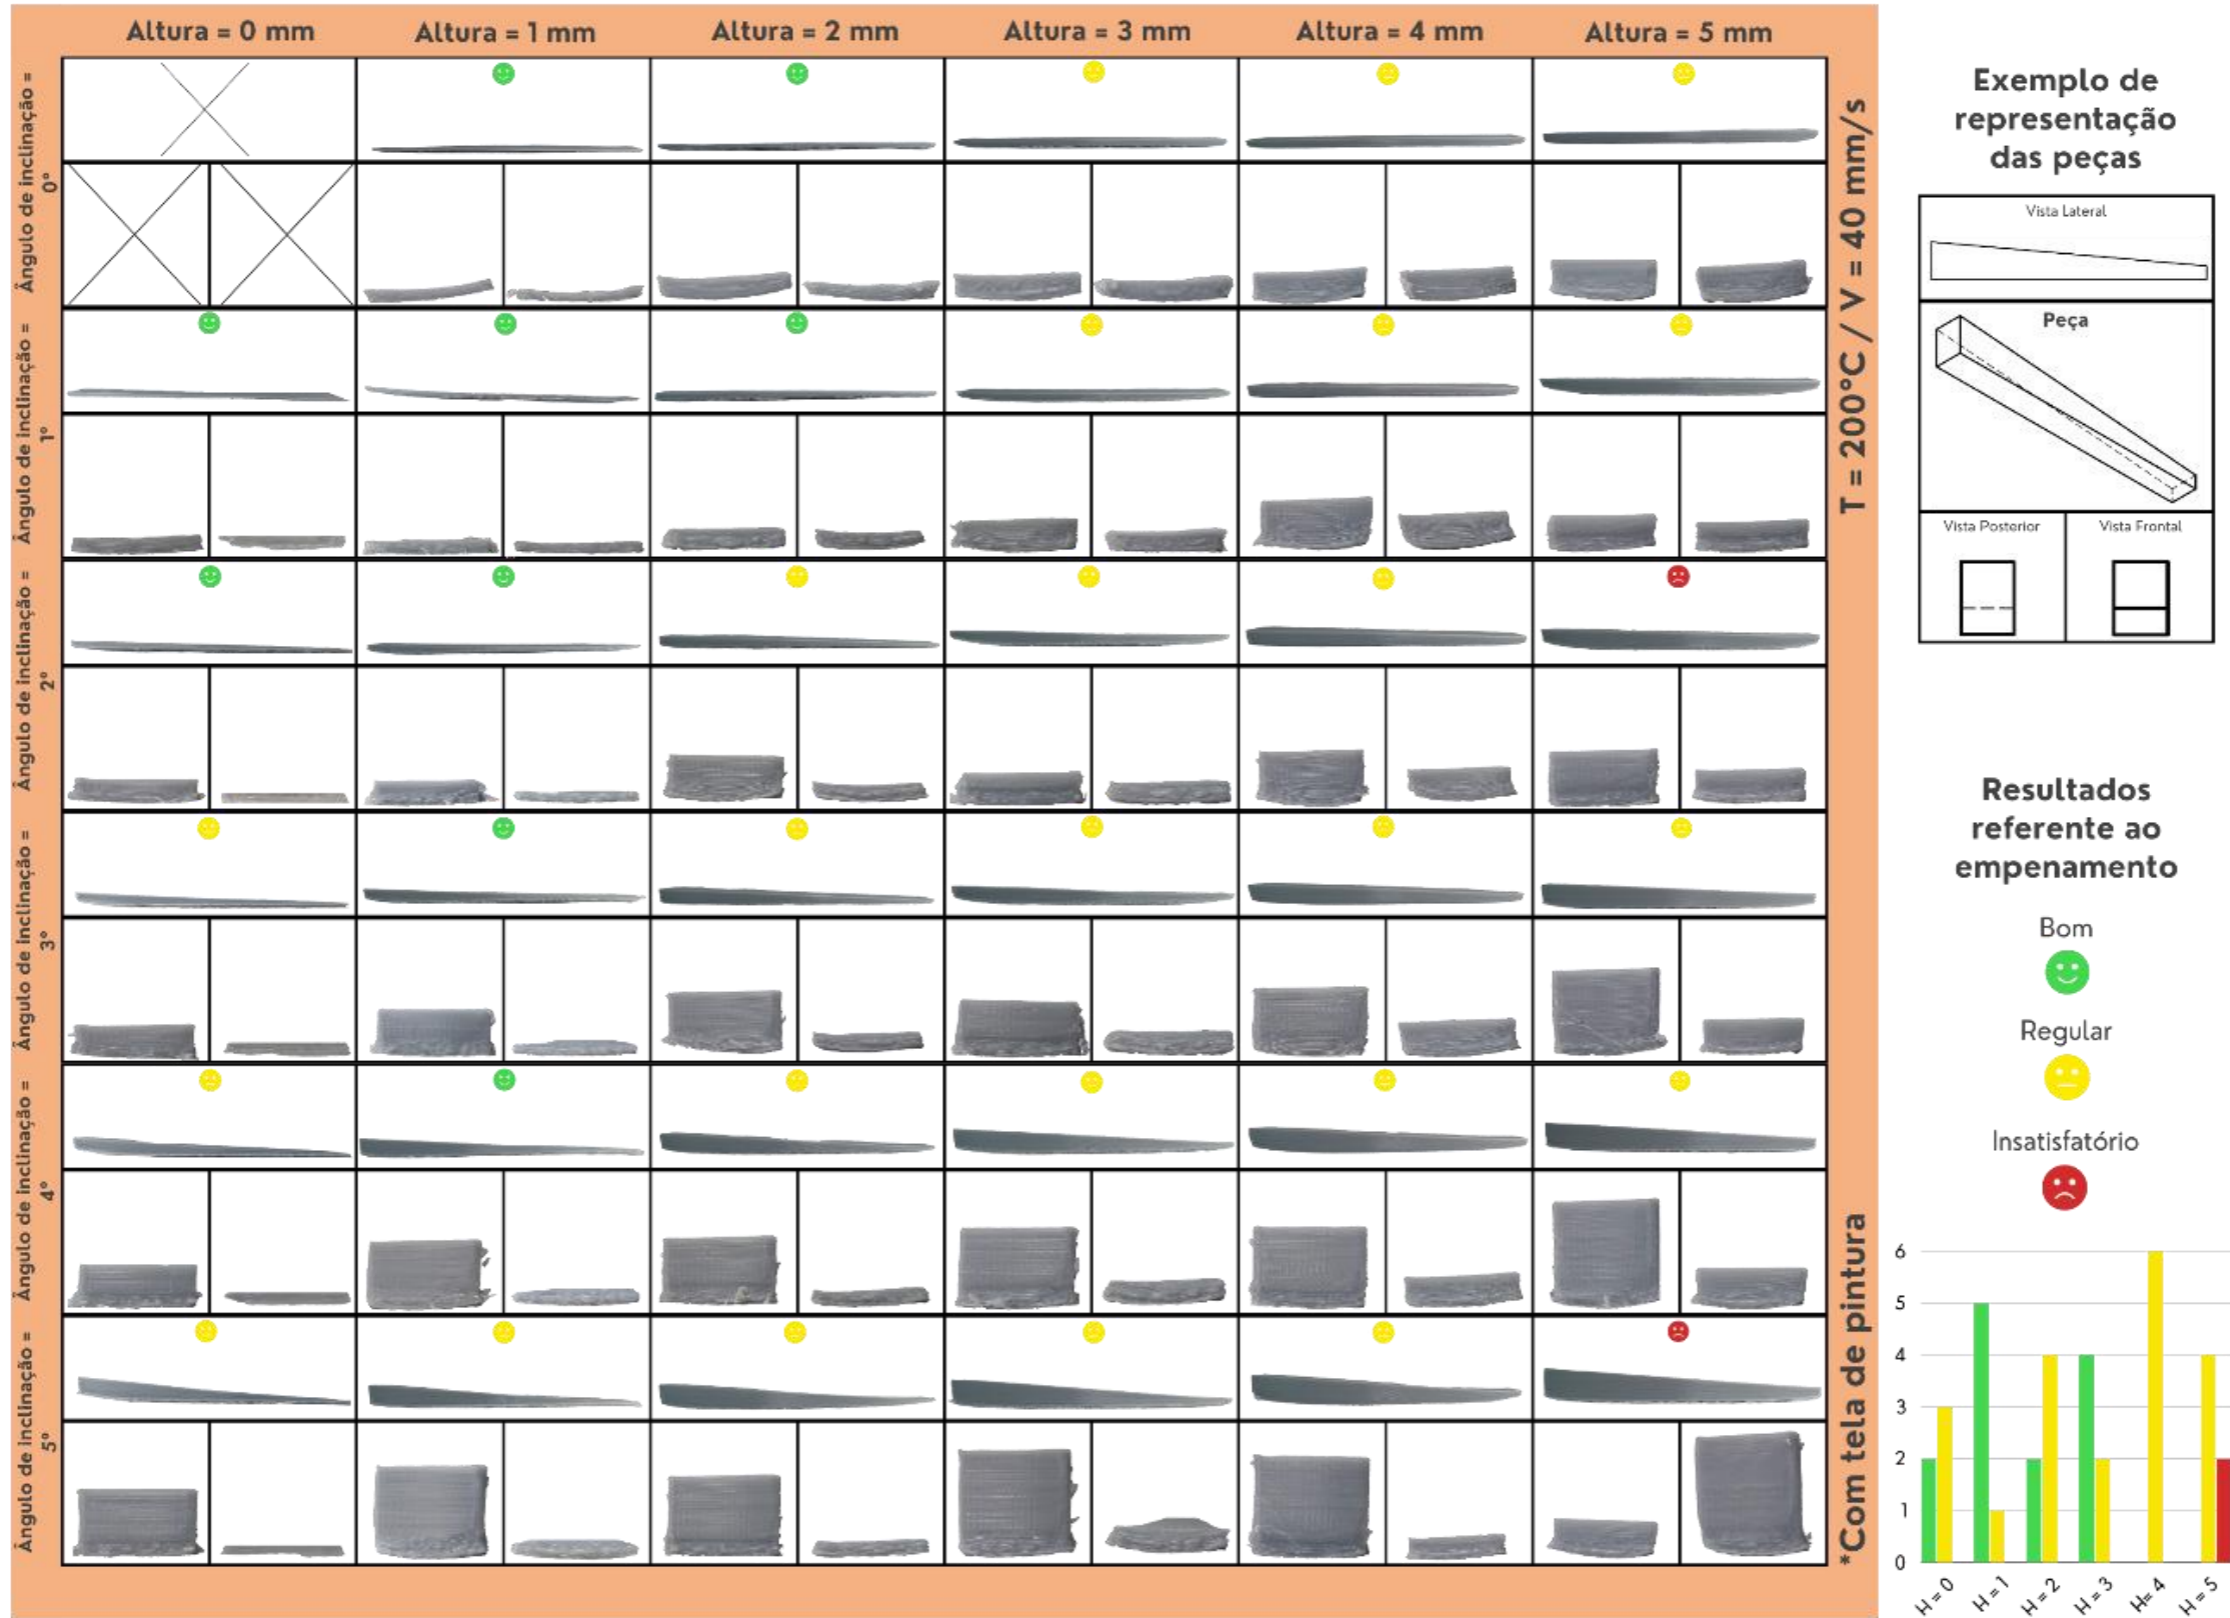 Altura = 0 mm
Altura = 1 mm
Altura = 2 mm
Altura = 3 mm
Altura = 4 mm
Altura = 5 mm
Ângulo de inclinação =
0°
Ângulo de inclinação =
1°
Ângulo de inclinação =
2°
Ângulo de inclinação =
3°
Ângulo de inclinação =
4°
Ângulo de inclinação =
5°
T = 200°C / V = 40 mm/s
*Com tela de pintura
Exemplo de
representação
das peças
Vista Lateral
Peça
Vista Posterior
Vista Frontal
Resultados
referente ao
empenamento
Bom
Regular
Insatisfatório
6
5
4
3
2
1
0
H = 0
H = 1
H = 2
H = 3
H= 4
H = 5